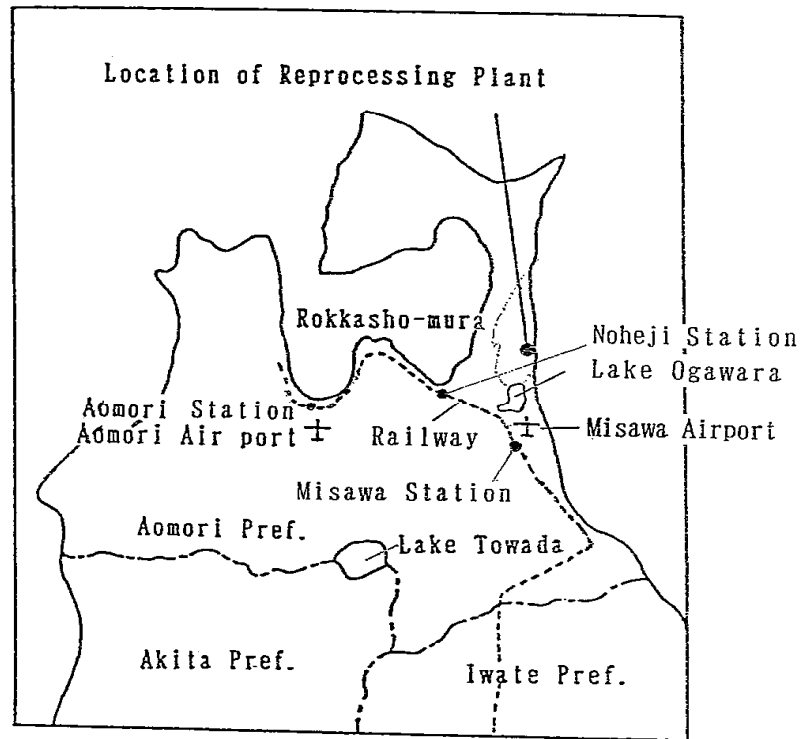 Location of Reprocessing Plant
Rokkasho-mura
Noheji Station
Lake Ogawara
Aomori Station
Aomori Air port
Railway
Misawa Airport
Misawa Station
Aomori Pref.
Lake Towada
Akita Pref.
Iwate Pref.